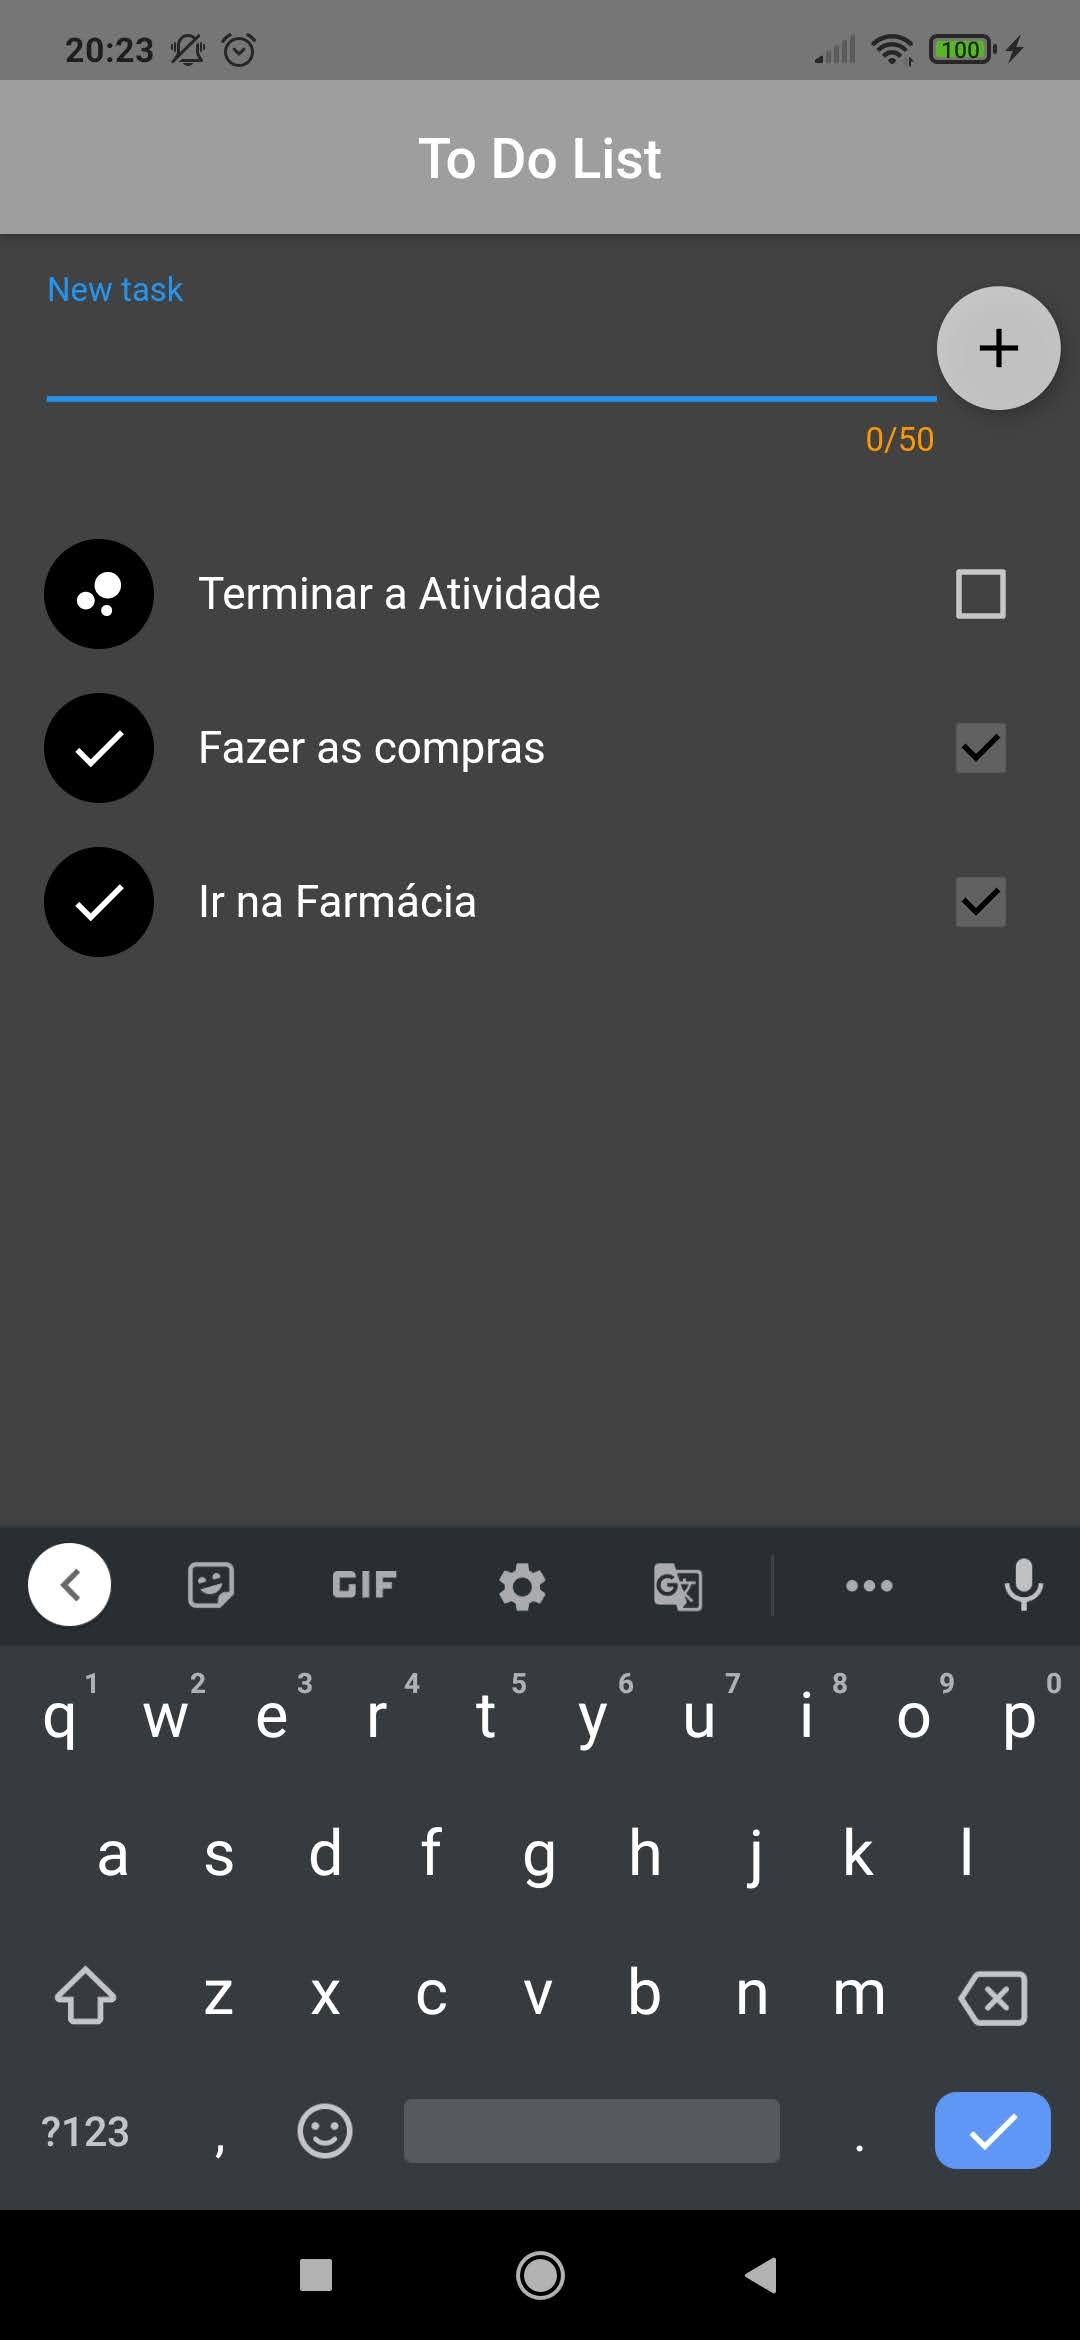 20:23
100
To Do List
New task
0/50
Terminar a Atividade
Fazer as compras
Ir na Farmácia
GIF
G 文
1 2 3 4 5 6 7 8 9 0
q w e r t y u i o p
a s d f g h j k l
z x c v b n m
?123 , .